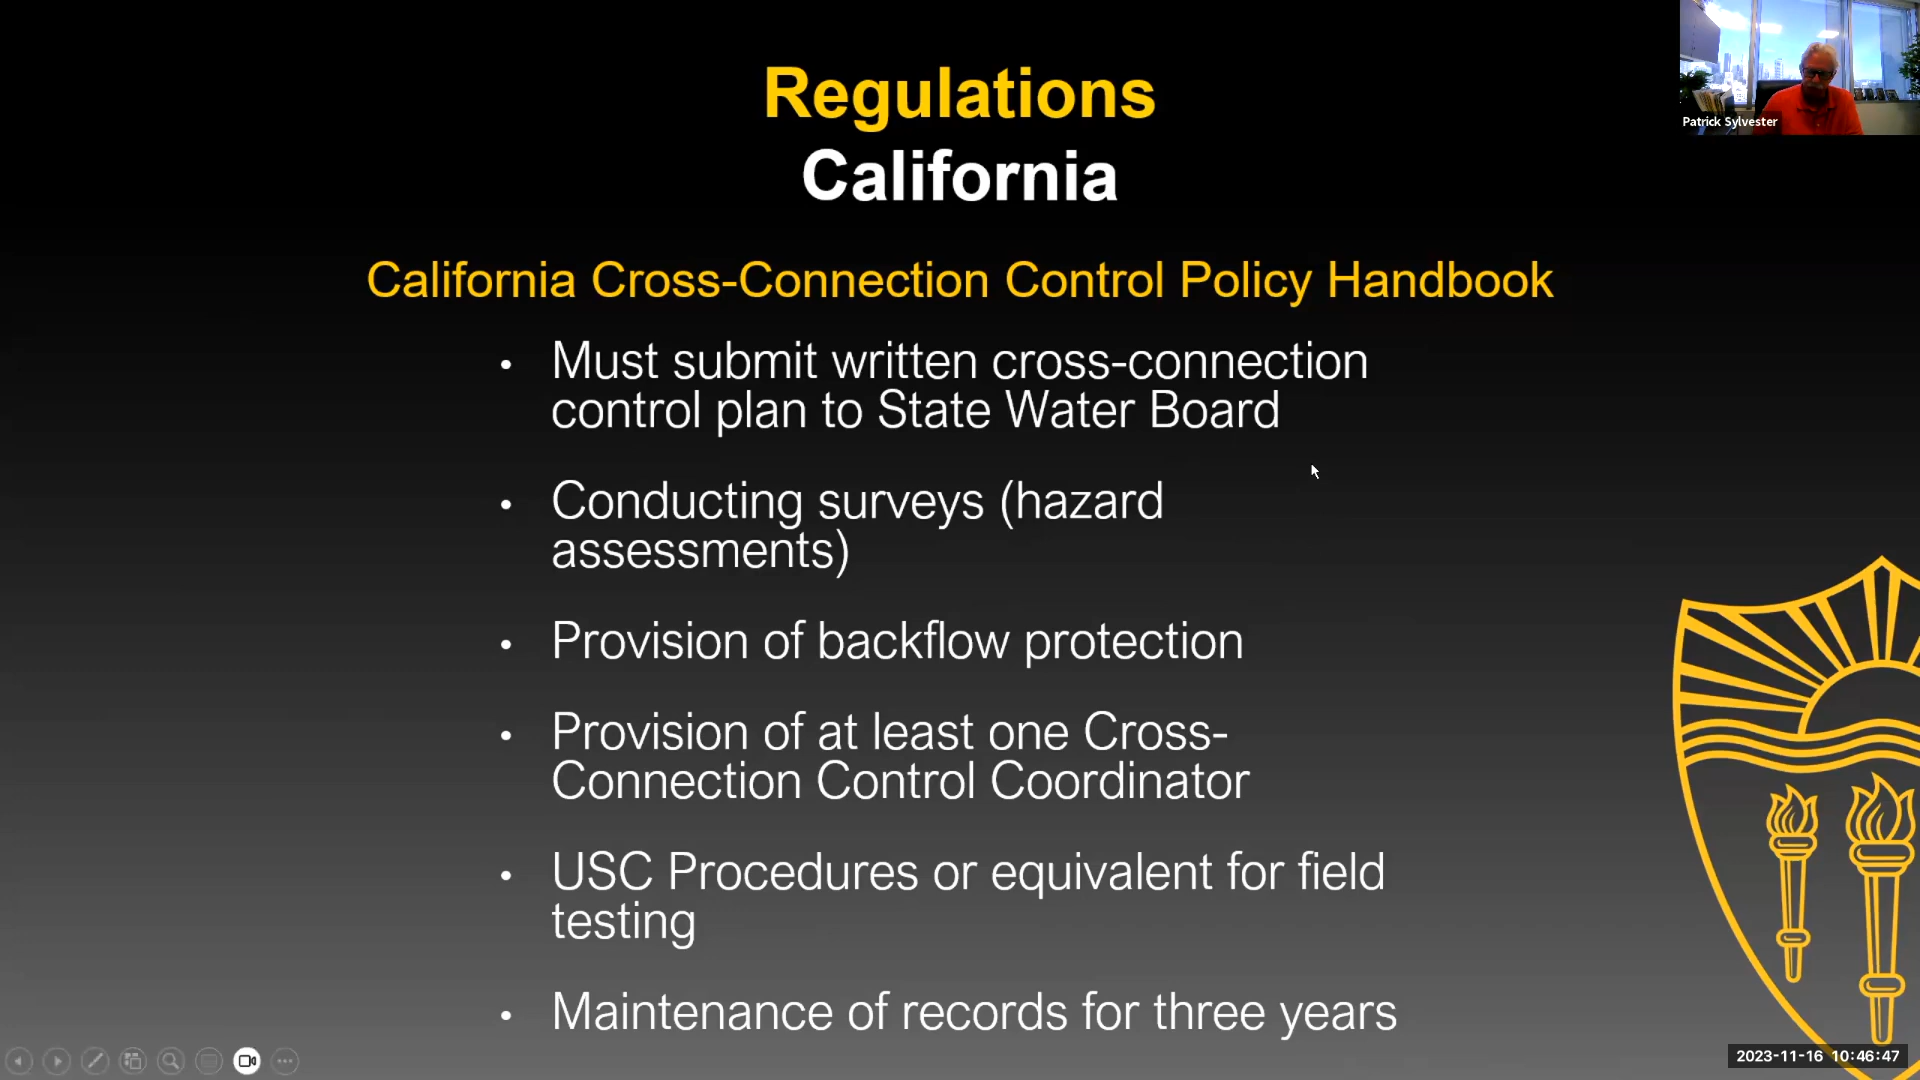 Regulations
California
Patrick Sylvester
California Cross-Connection Control Policy Handbook
• Must submit written cross-connection
control plan to State Water Board
• Conducting surveys (hazard
assessments)
• Provision of backflow protection
• Provision of at least one Cross-
Connection Control Coordinator
• USC Procedures or equivalent for field
testing
• Maintenance of records for three years
2023-11-16 10:46:47